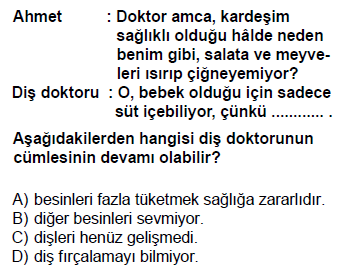 Ahmet : Doktor amca, kardeşim
sağlıklı olduğu hâlde neden
benim gibi, salata ve meyve-
leri ısırıp çiğneyemiyor?
Diş doktoru : O, bebek olduğu için sadece
süt içebiliyor, çünkü ............ .
Aşağıdakilerden hangisi diş doktorunun
cümlesinin devamı olabilir?
A) besinleri fazla tüketmek sağlığa zararlıdır.
B) diğer besinleri sevmiyor.
C) dişleri henüz gelişmedi.
D) diş fırçalamayı bilmiyor.